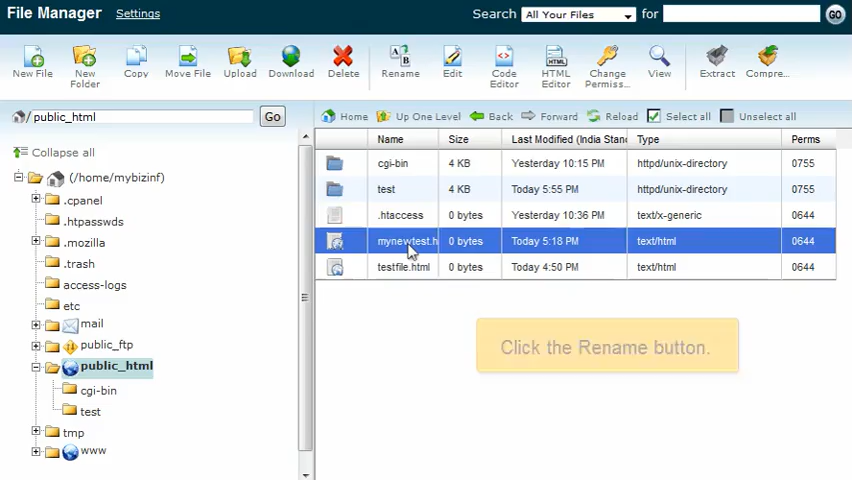 File Manager Settings Search All Your Files for GO
New File New Folder Copy Move File Upload Download Delete Rename Edit Code Editor HTML Editor Change Permiss... View Extract Compre...
/public_html Go
Home Up One Level Back Forward Reload Select all Unselect all
Collapse all
(/home/mybizinf)
.cpanel
.htpasswds
.mozilla
.trash
access-logs
etc
mail
public_ftp
public_html
cgi-bin
test
tmp
www
Name Size Last Modified (India Stanc Type Perms
cgi-bin 4 KB Yesterday 10:15 PM httpd/unix-directory 0755
test 4 KB Today 5:55 PM httpd/unix-directory 0755
.htaccess 0 bytes Yesterday 10:36 PM text/x-generic 0644
mynewtest.h 0 bytes Today 5:18 PM text/html 0644
testfile.html 0 bytes Today 4:50 PM text/html 0644
Click the Rename button.